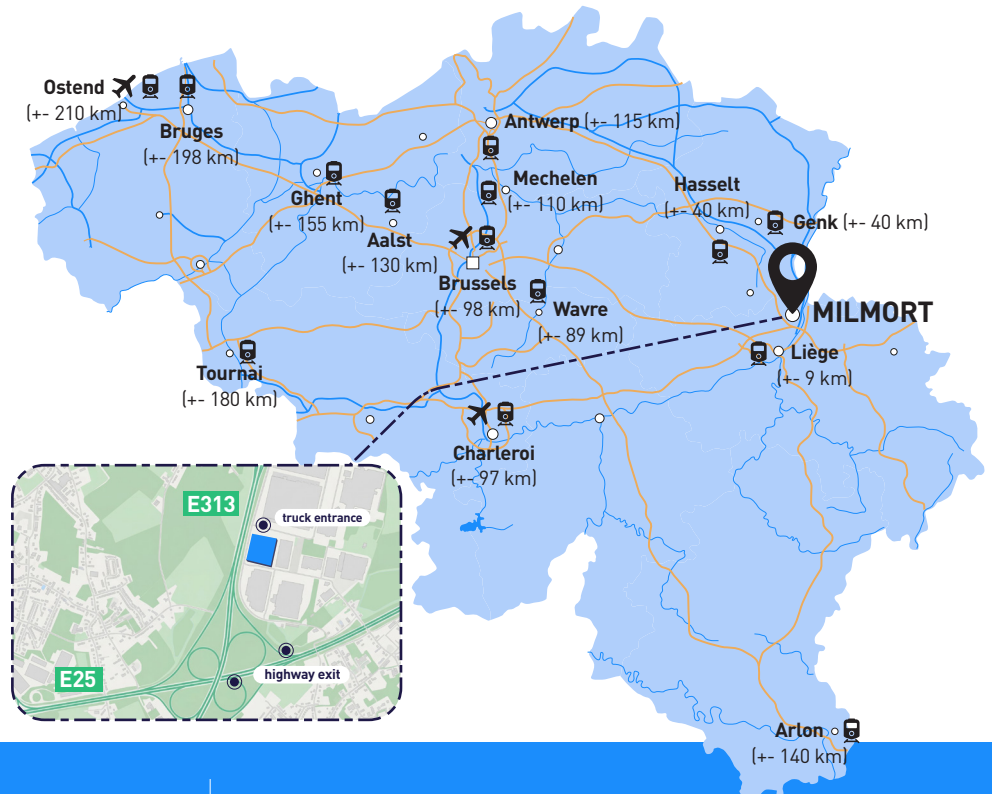 Ostend
(+- 210 km)
Bruges
(+- 198 km)
Antwerp (+- 115 km)
Ghent
(+- 155 km)
Mechelen
(+- 110 km)
Hasselt
(+- 40 km)
Genk (+- 40 km)
Aalst
(+- 130 km)
Brussels
(+- 98 km)
Wavre
(+- 89 km)
MILMORT
Liège
(+- 9 km)
Tournai
(+- 180 km)
Charleroi
(+- 97 km)
E313
truck entrance
E25
highway exit
Arlon
(+- 140 km)